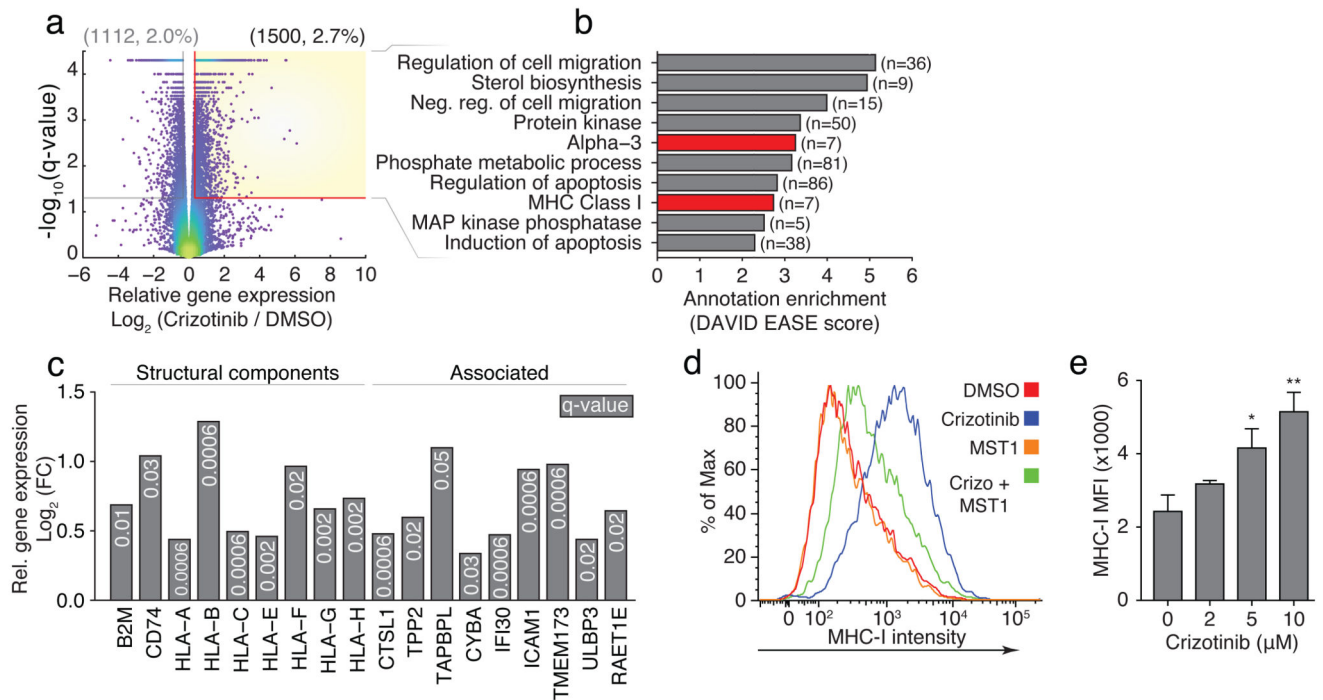 a
(1112, 2.0%)
(1500, 2.7%)
4
3
2
1
0
-log10(q-value)
−6 −4 −2 0 2 4 6 8 10
Relative gene expression
Log2 (Crizotinib / DMSO)
b
Regulation of cell migration (n=36)
Sterol biosynthesis (n=9)
Neg. reg. of cell migration (n=15)
Protein kinase (n=50)
Alpha−3 (n=7)
Phosphate metabolic process (n=81)
Regulation of apoptosis (n=86)
MHC Class I (n=7)
MAP kinase phosphatase (n=5)
Induction of apoptosis (n=38)
0 1 2 3 4 5 6
Annotation enrichment
(DAVID EASE score)
c
Structural components
Associated
q-value
1.5
1.0
0.5
0.0
Rel. gene expression
Log2 (FC)
0.01
0.03
0.0006
0.0006
0.0006
0.002
0.02
0.002
0.002
0.0006
0.02
0.05
0.03
0.0006
0.0006
0.0006
0.02
0.02
B2M
CD74
HLA−A
HLA−B
HLA−C
HLA−E
HLA−F
HLA−G
HLA−H
CTSL1
TPP2
TAPBPL
CYBA
IFI30
ICAM1
TMEM173
ULBP3
RAET1E
d
100
80
60
40
20
0
% of Max
DMSO
Crizotinib
MST1
Crizo +
MST1
0 10^2 10^3 10^4 10^5
MHC-I intensity
e
6
4
2
0
MHC-I MFI (x1000)
*
**
0 2 5 10
Crizotinib (µM)